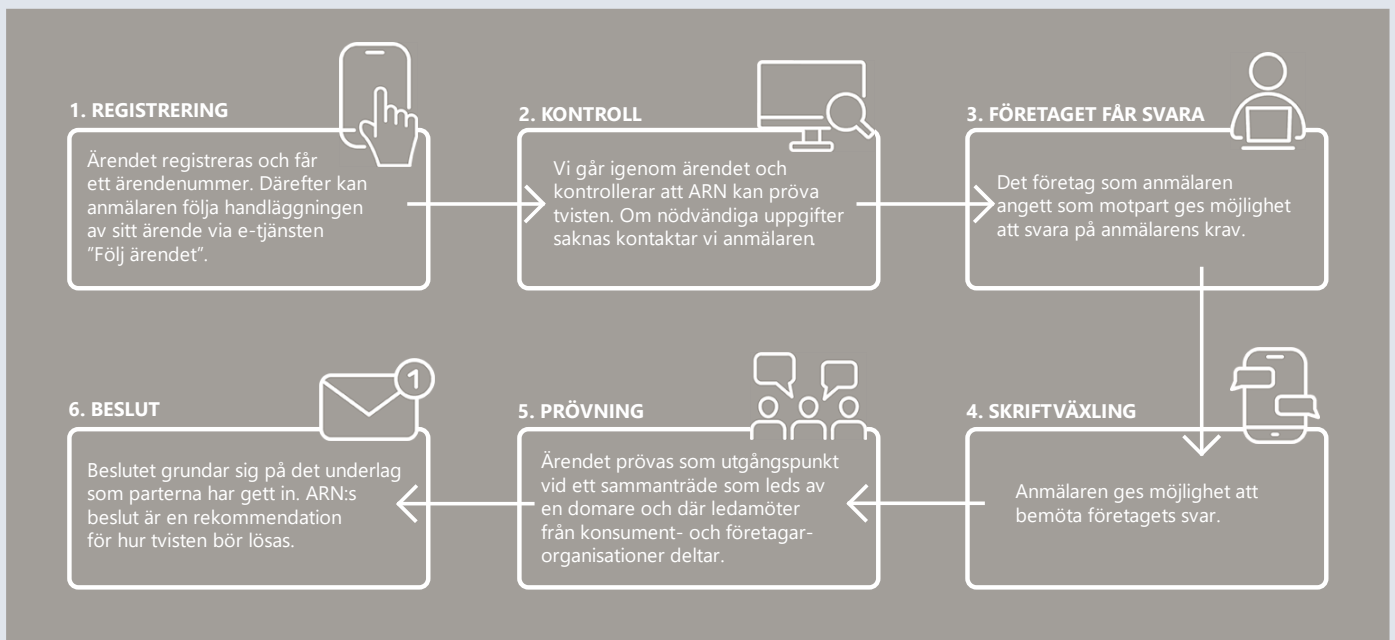 1. REGISTRERING
Ärendet registreras och får
ett ärendenummer. Därefter kan
anmälaren följa handläggningen
av sitt ärende via e-tjänsten
”Följ ärendet”.
2. KONTROLL
Vi går igenom ärendet och
kontrollerar att ARN kan pröva
tvisten. Om nödvändiga uppgifter
saknas kontaktar vi anmälaren.
3. FÖRETAGET FÅR SVARA
Det företag som anmälaren
angett som motpart ges möjlighet
att svara på anmälarens krav.
4. SKRIFTVÄXLING
Anmälaren ges möjlighet att
bemöta företagets svar.
5. PRÖVNING
Ärendet prövas som utgångspunkt
vid ett sammanträde som leds av
en domare och där ledamöter
från konsument- och företagar-
organisationer deltar.
6. BESLUT
1
Beslutet grundar sig på det underlag
som parterna har gett in. ARN:s
beslut är en rekommendation
för hur tvisten bör lösas.